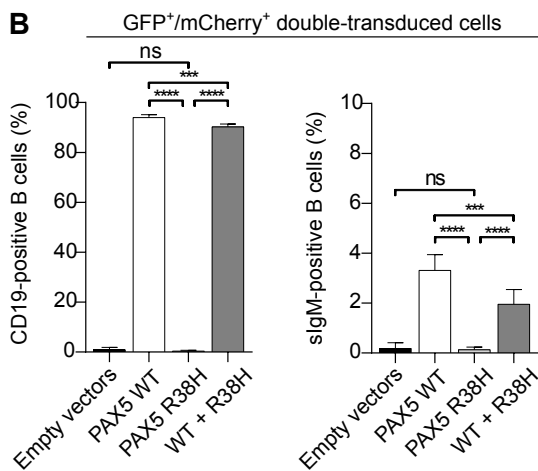 B
GFP⁺/mCherry⁺ double-transduced cells
CD19-positive B cells (%)
100
80
60
40
20
0
ns
***
**** ****
Empty vectors
PAX5 WT
PAX5 R38H
WT + R38H
sIgM-positive B cells (%)
10
8
6
4
2
0
ns
***
**** ****
Empty vectors
PAX5 WT
PAX5 R38H
WT + R38H